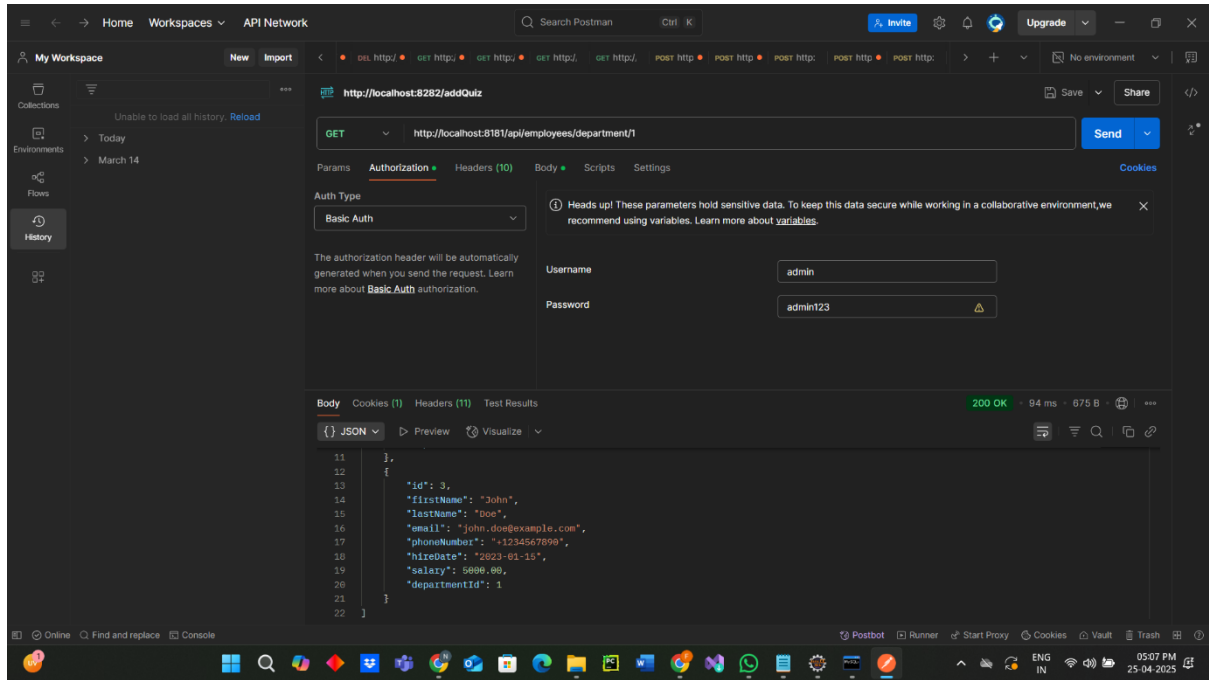 Home Workspaces API Network Search Postman Ctrl K Invite Upgrade
My Workspace New Import DEL http:/ GET http:/ GET http:/ GET http:/. GET http:/. POST http POST http POST http: POST http POST http: No environment
Collections
Environments
Flows
History
Unable to load all history. Reload
Today
March 14
HTTP http://localhost:8282/addQuiz Save Share
GET http://localhost:8181/api/employees/department/1 Send
Params Authorization Headers (10) Body Scripts Settings Cookies
Auth Type
Basic Auth
The authorization header will be automatically
generated when you send the request. Learn
more about Basic Auth authorization.
Heads up! These parameters hold sensitive data. To keep this data secure while working in a collaborative environment,we
recommend using variables. Learn more about variables.
Username admin
Password admin123
Body Cookies (1) Headers (11) Test Results 200 OK 94 ms 675 B
{} JSON Preview Visualize
11 },
12 {
13 "id": 3,
14 "firstName": "John",
15 "lastName": "Doe",
16 "email": "john.doe@example.com",
17 "phoneNumber": "+1234567890",
18 "hireDate": "2023-01-15",
19 "salary": 5000.00,
20 "departmentId": 1
21 }
22 ]
Online Find and replace Console Postbot Runner Start Proxy Cookies Vault Trash
ENG
IN
05:07 PM
25-04-2025